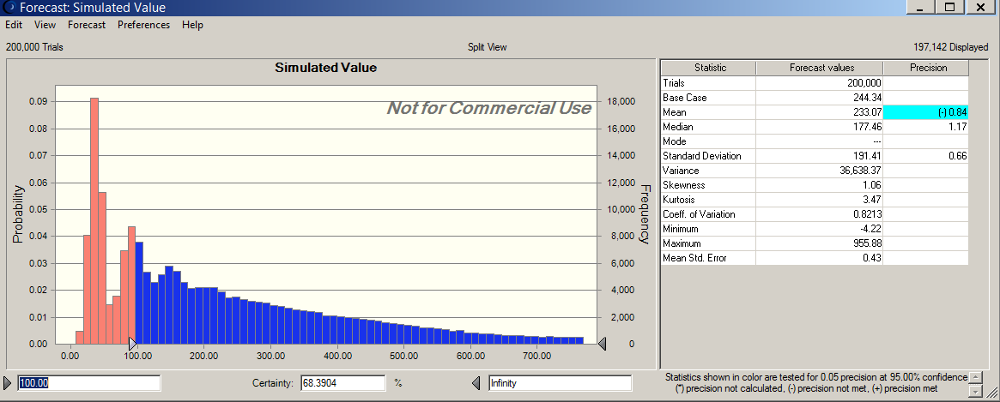 Forecast: Simulated Value
Edit View Forecast Preferences Help
200,000 Trials Split View 197,142 Displayed
Simulated Value
Not for Commercial Use
Probability
0.09
0.08
0.07
0.06
0.05
0.04
0.03
0.02
0.01
0.00
18,000
16,000
14,000
12,000
10,000
8,000
6,000
4,000
2,000
0
Frequency
0.00 100.00 200.00 300.00 400.00 500.00 600.00 700.00
Statistic Forecast values Precision
Trials 200,000
Base Case 244.34
Mean 233.07 (-) 0.84
Median 177.46 1.17
Mode ---
Standard Deviation 191.41 0.66
Variance 36,638.37
Skewness 1.06
Kurtosis 3.47
Coeff. of Variation 0.8213
Minimum -4.22
Maximum 955.88
Mean Std. Error 0.43
100.00 Certainty: 68.3904 % Infinity
Statistics shown in color are tested for 0.05 precision at 95.00% confidence
(*) precision not calculated, (-) precision not met, (+) precision met